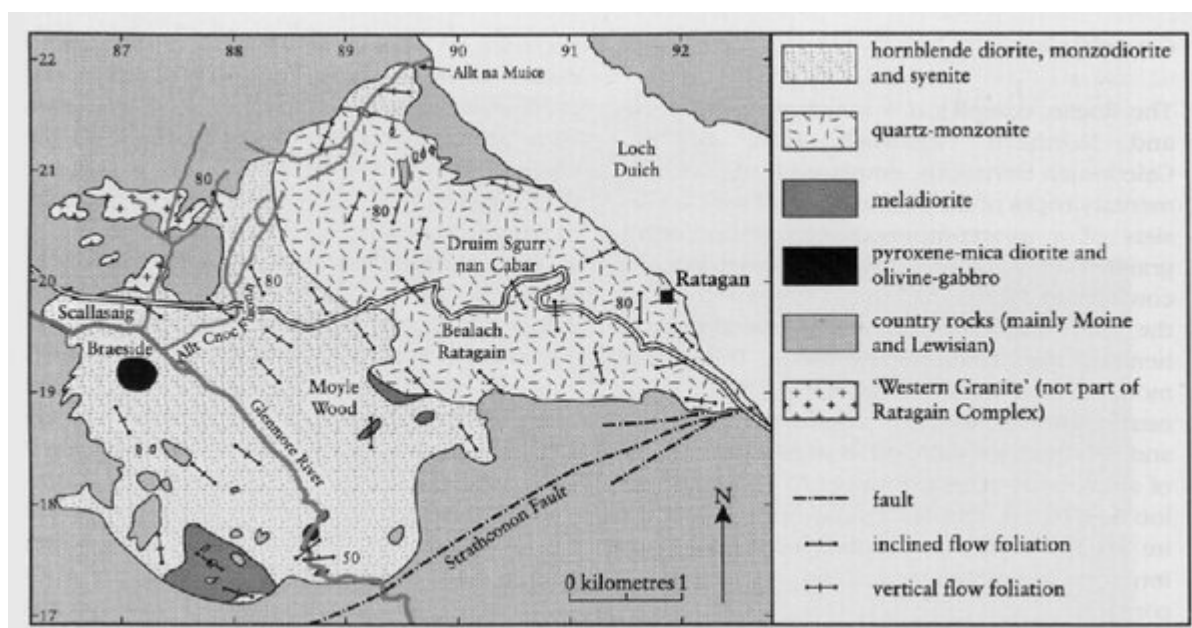 87 88 89 90 91 92
22
Allt na Muice
21
Loch
Duich
80
80
Druim Sgurr
nan Cabar
Ratagan
80
80
20
Scallasaig
Allt Cnoc Fhionn
Bealach
Ratagain
Braeside
19
Moyle
Wood
Glenmore River
18
Strathconon Fault
50
N
0 kilometres 1
17
hornblende diorite, monzodiorite
and syenite
quartz-monzonite
meladiorite
pyroxene-mica diorite and
olivine-gabbro
country rocks (mainly Moine
and Lewisian)
‘Western Granite’ (not part of
Ratagain Complex)
fault
inclined flow foliation
vertical flow foliation